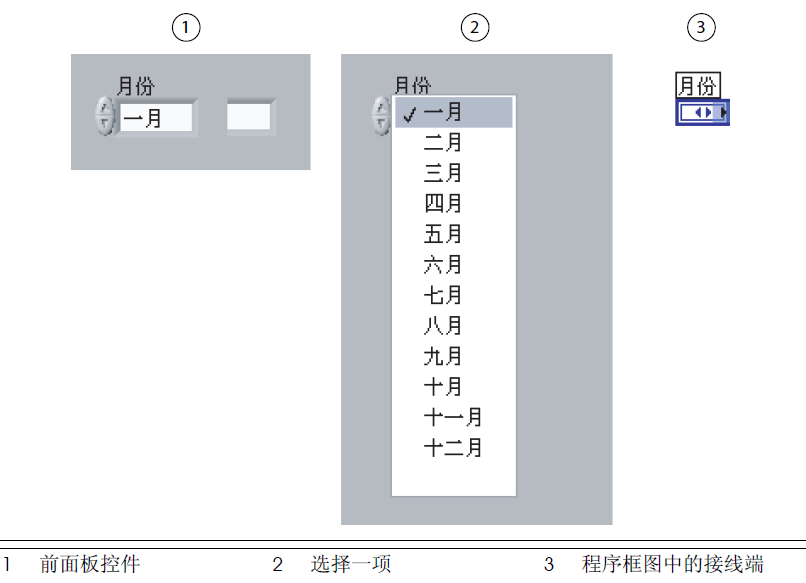 1
2
3
月份
一月
月份
一月
二月
三月
四月
五月
六月
七月
八月
九月
十月
十一月
十二月
月份
1 前面板控件 2 选择一项 3 程序框图中的接线端